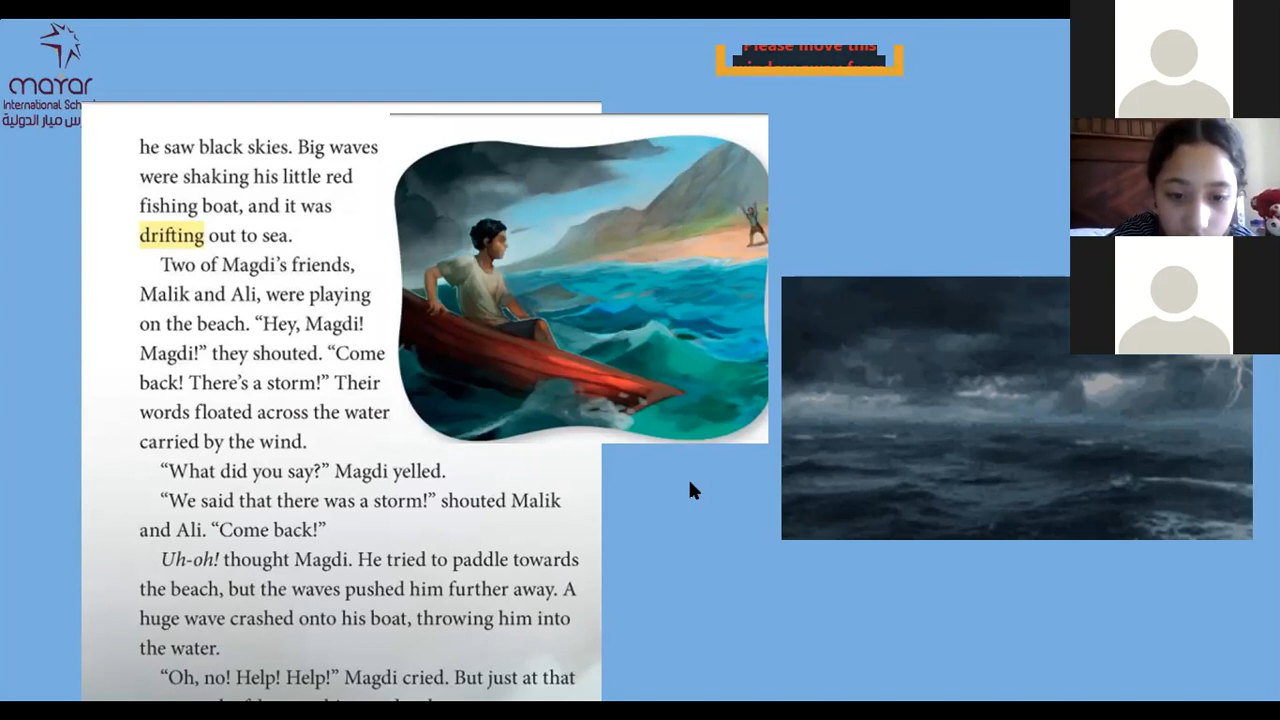 mayar
International Scho
س ميار الدولية
Please move this
he saw black skies. Big waves
were shaking his little red
fishing boat, and it was
drifting out to sea.
Two of Magdi’s friends,
Malik and Ali, were playing
on the beach. “Hey, Magdi!
Magdi!” they shouted. “Come
back! There’s a storm!” Their
words floated across the water
carried by the wind.
“What did you say?” Magdi yelled.
“We said that there was a storm!” shouted Malik
and Ali. “Come back!”
Uh-oh! thought Magdi. He tried to paddle towards
the beach, but the waves pushed him further away. A
huge wave crashed onto his boat, throwing him into
the water.
“Oh, no! Help! Help!” Magdi cried. But just at that